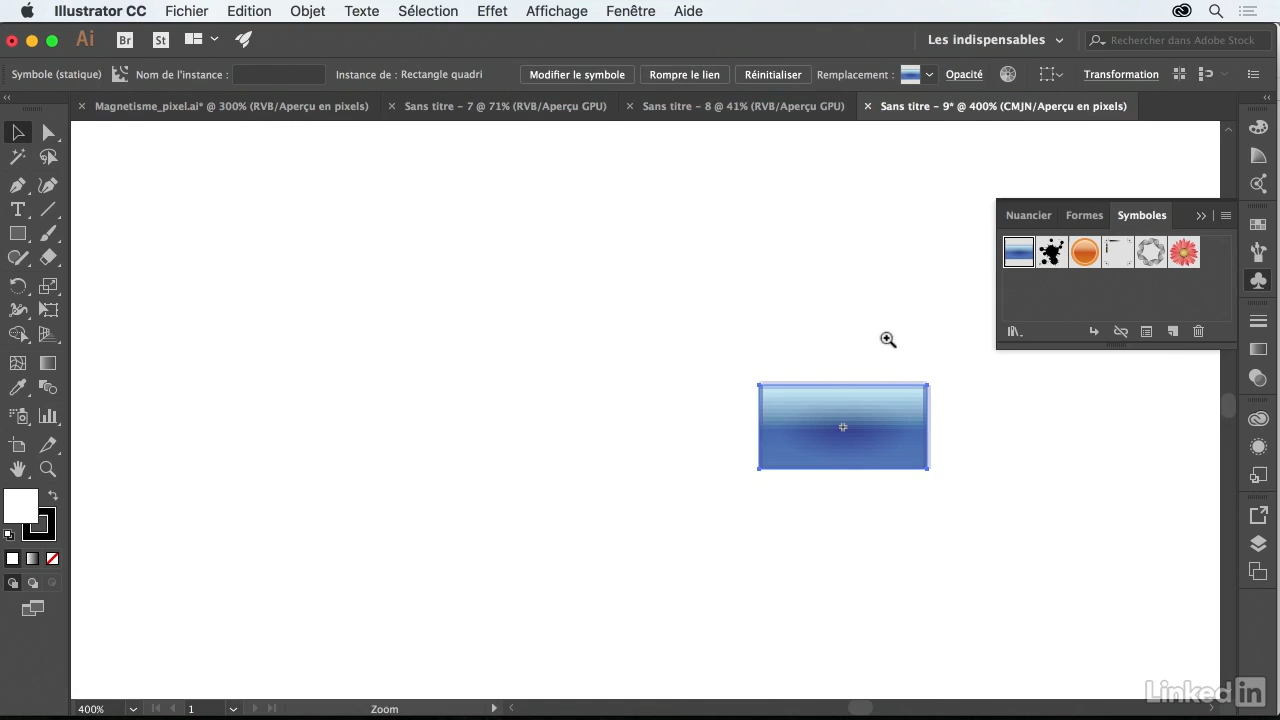 Illustrator CC Fichier Edition Objet Texte Sélection Effet Affichage Fenêtre Aide
Ai Br St Les indispensables Rechercher dans Adobe Stock
Symbole (statique) Nom de l'instance : Instance de : Rectangle quadri Modifier le symbole Rompre le lien Réinitialiser Remplacement : Opacité Transformation
Magnetisme_pixel.ai* @ 300% (RVB/Aperçu en pixels) Sans titre - 7 @ 71% (RVB/Aperçu GPU) Sans titre - 8 @ 41% (RVB/Aperçu GPU) Sans titre - 9* @ 400% (CMJN/Aperçu en pixels)
Nuancier Formes Symboles
Linked in
400% 1 Zoom